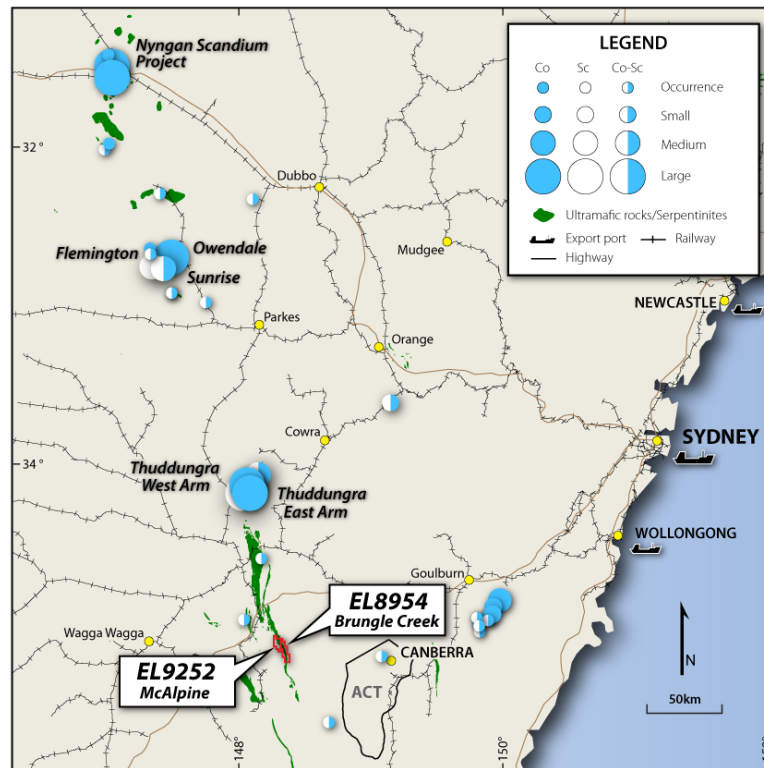 Nyngan Scandium
Project
LEGEND
Co Sc Co-Sc
Occurrence
Small
Medium
Large
Ultramafic rocks/Serpentinites
Export port Railway
Highway
32°
Dubbo
Mudgee
Flemington
Owendale
Sunrise
NEWCASTLE
Parkes
Orange
Cowra
SYDNEY
34°
Thuddungra
West Arm
Thuddungra
East Arm
WOLLONGONG
Goulburn
EL8954
Brungle Creek
Wagga Wagga
CANBERRA
EL9252
McAlpine
ACT
N
50km
148°
150°